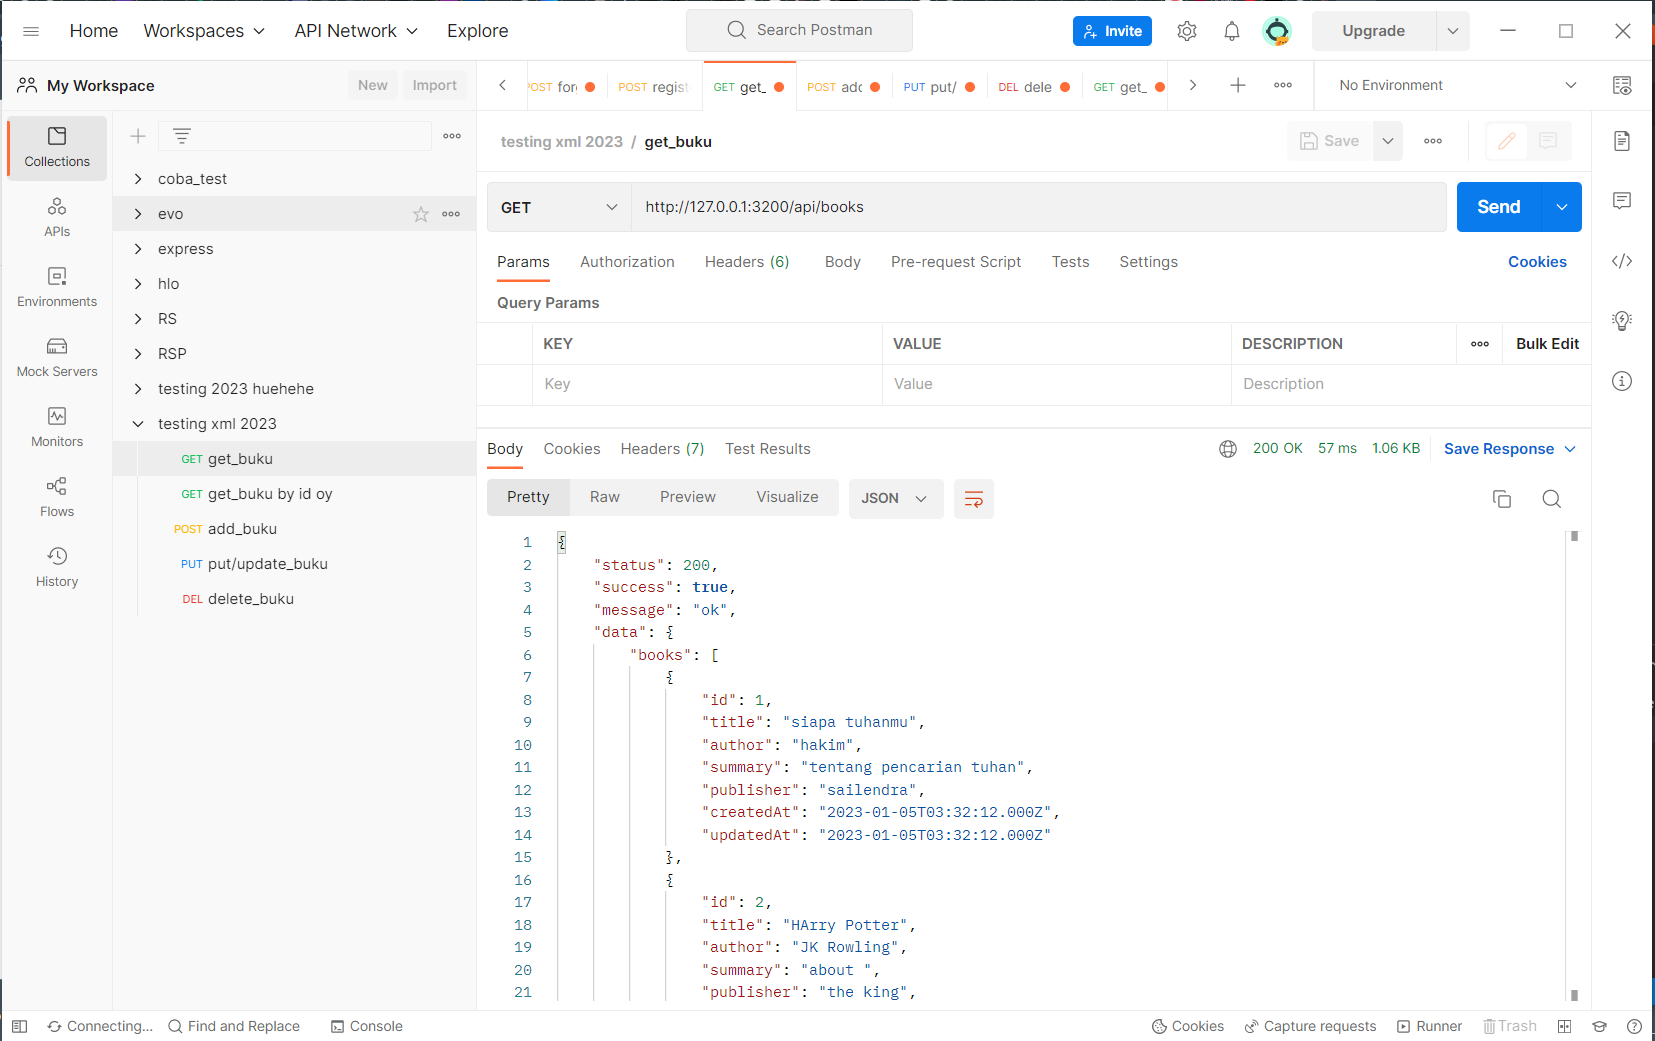 Home Workspaces API Network Explore Search Postman Invite Upgrade
My Workspace New Import POST for POST regist GET get_ POST adc PUT put/ DEL dele GET get_ No Environment
Collections
APIs
Environments
Mock Servers
Monitors
Flows
History
coba_test
evo
express
hlo
RS
RSP
testing 2023 huehehe
testing xml 2023
GET get_buku
GET get_buku by id oy
POST add_buku
PUT put/update_buku
DEL delete_buku
testing xml 2023 / get_buku Save
GET http://127.0.0.1:3200/api/books Send
Params Authorization Headers (6) Body Pre-request Script Tests Settings Cookies
Query Params
KEY VALUE DESCRIPTION Bulk Edit
Key Value Description
Body Cookies Headers (7) Test Results 200 OK 57 ms 1.06 KB Save Response
Pretty Raw Preview Visualize JSON
1 {
2 "status": 200,
3 "success": true,
4 "message": "ok",
5 "data": {
6 "books": [
7 {
8 "id": 1,
9 "title": "siapa tuhanmu",
10 "author": "hakim",
11 "summary": "tentang pencarian tuhan",
12 "publisher": "sailendra",
13 "createdAt": "2023-01-05T03:32:12.000Z",
14 "updatedAt": "2023-01-05T03:32:12.000Z"
15 },
16 {
17 "id": 2,
18 "title": "HArry Potter",
19 "author": "JK Rowling",
20 "summary": "about ",
21 "publisher": "the king",
Connecting... Find and Replace Console Cookies Capture requests Runner Trash